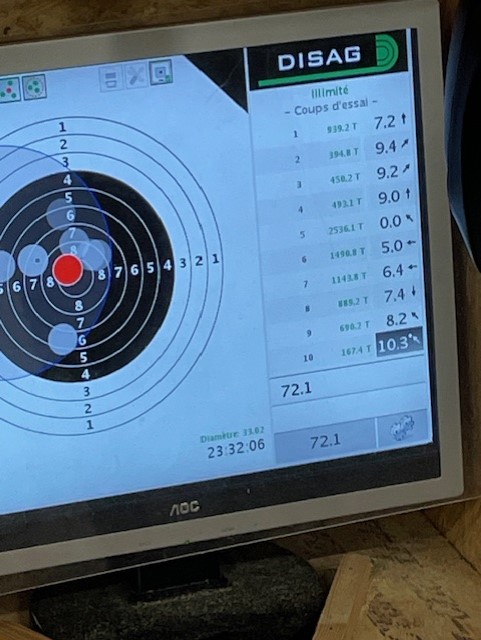 DISAG
illimité
- Coups d'essai -
1 939.2 T 7.2
2 394.8 T 9.4
3 450.2 T 9.2
4 493.1 T 9.0
5 2536.1 T 0.0
6 1490.8 T 5.0
7 1143.8 T 6.4
8 889.2 T 7.4
9 690.2 T 8.2
10 167.4 T 10.3
72.1
72.1
Diamètre: 33.02
23:32:06
1
2
3
4
5
6
7
8
6 7 8 8 7 6 5 4 3 2 1
8
7
6
5
4
3
2
1
AOC